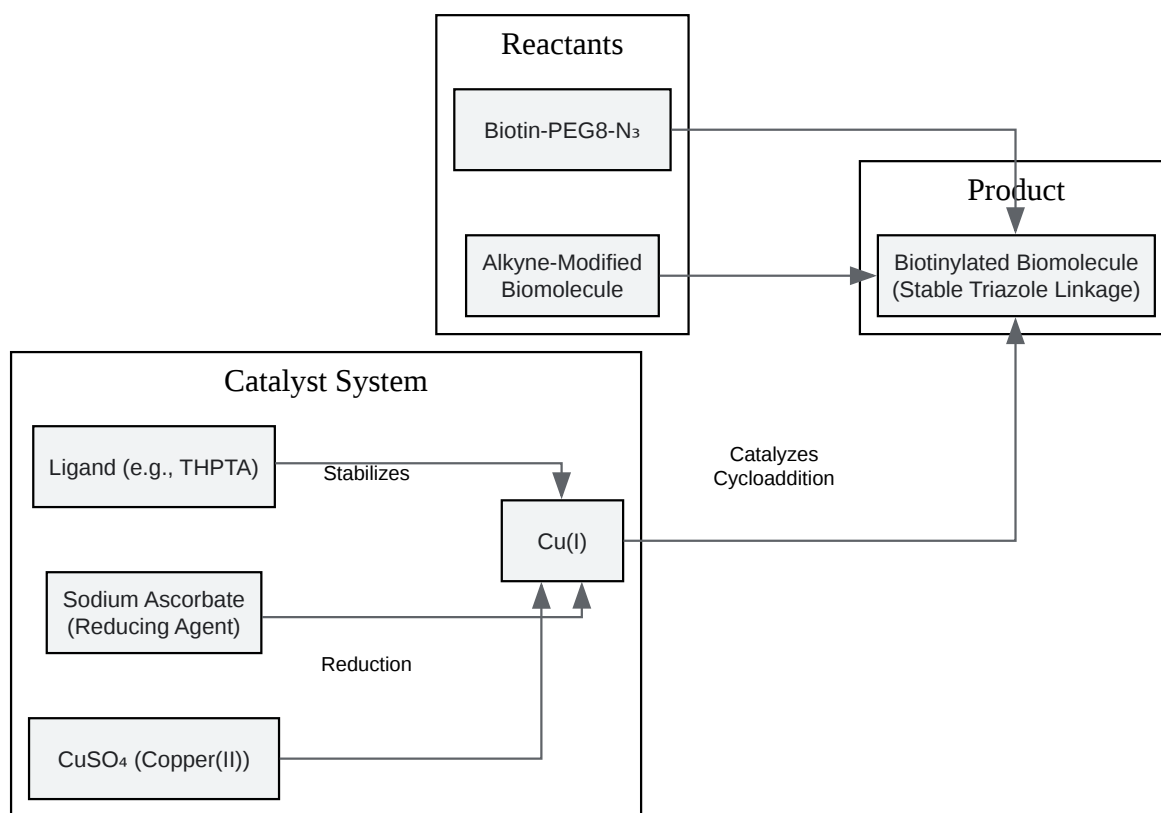 Reactants
Biotin-PEG8-N₃
Alkyne-Modified
Biomolecule
Product
Biotinylated Biomolecule
(Stable Triazole Linkage)
Catalyst System
Ligand (e.g., THPTA)
Stabilizes
Cu(I)
Catalyzes
Cycloaddition
Sodium Ascorbate
(Reducing Agent)
Reduction
CuSO₄ (Copper(II))